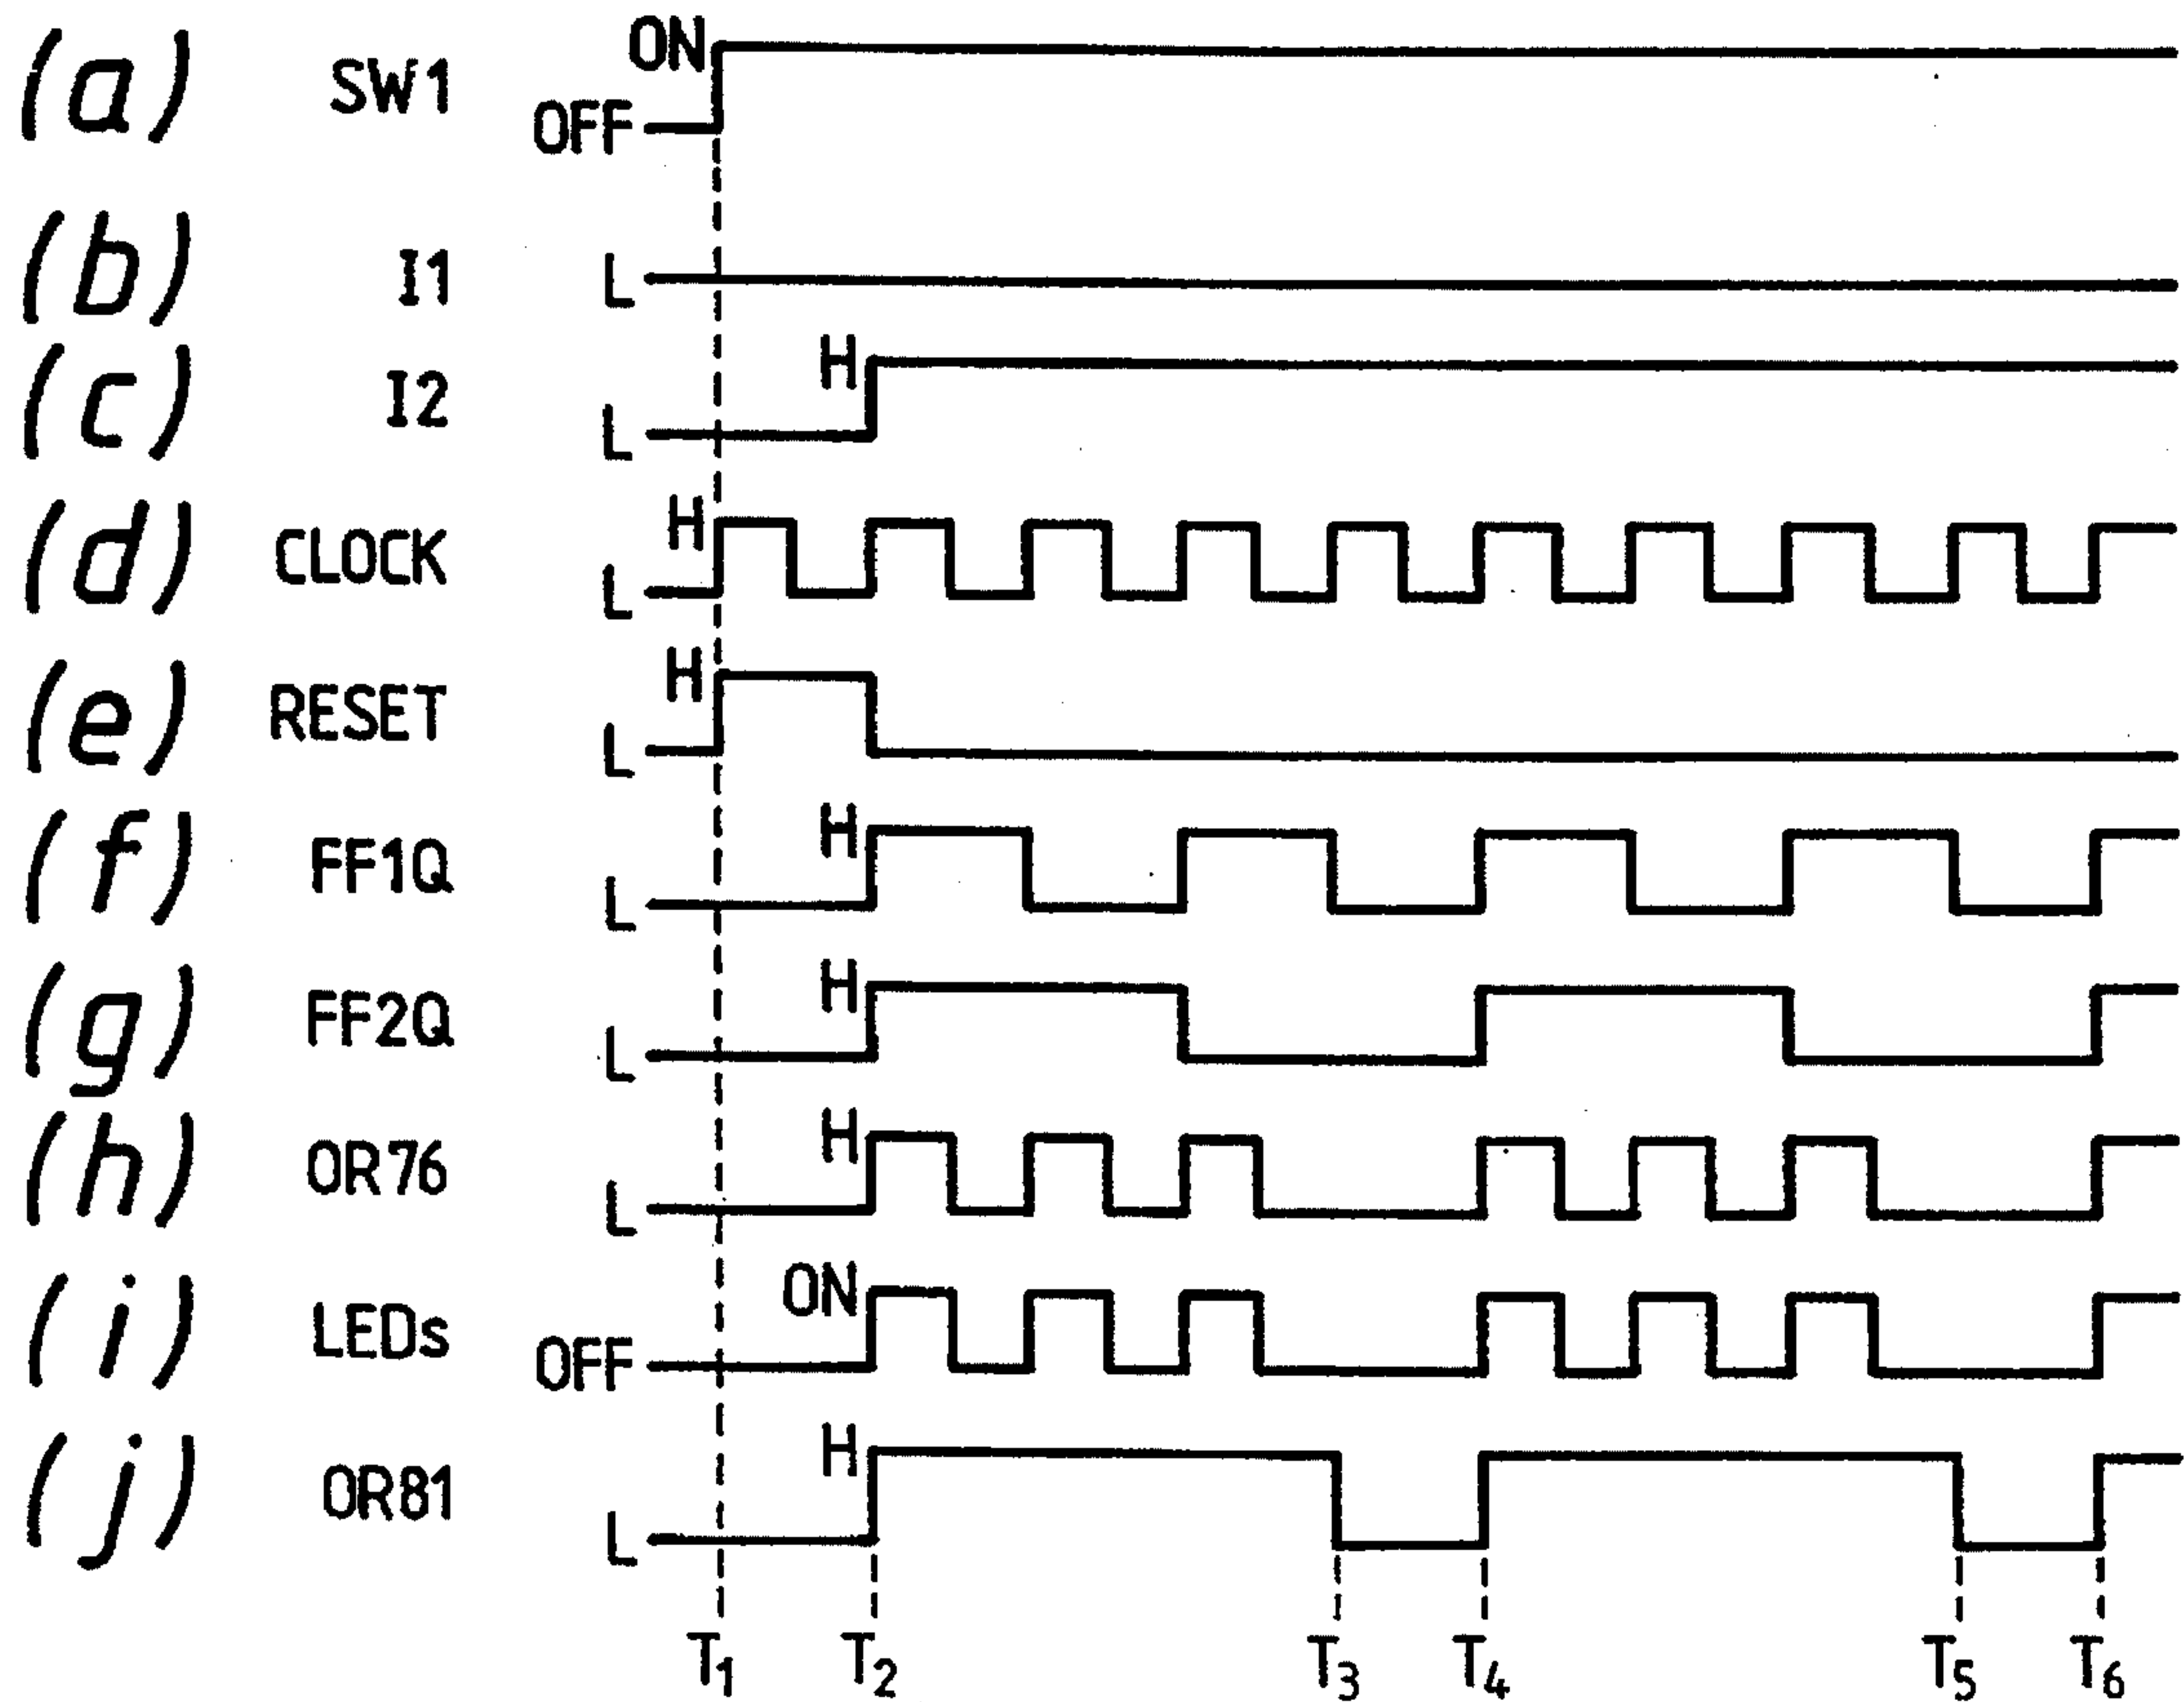 (a) SW1 ON OFF
(b) I1 L
(c) I2 H L
(d) CLOCK H L
(e) RESET H L
(f) FF1Q H L
(g) FF2Q H L
(h) OR76 H L
(i) LEDs ON OFF
(j) OR81 H L
T1 T2 T3 T4 T5 T6